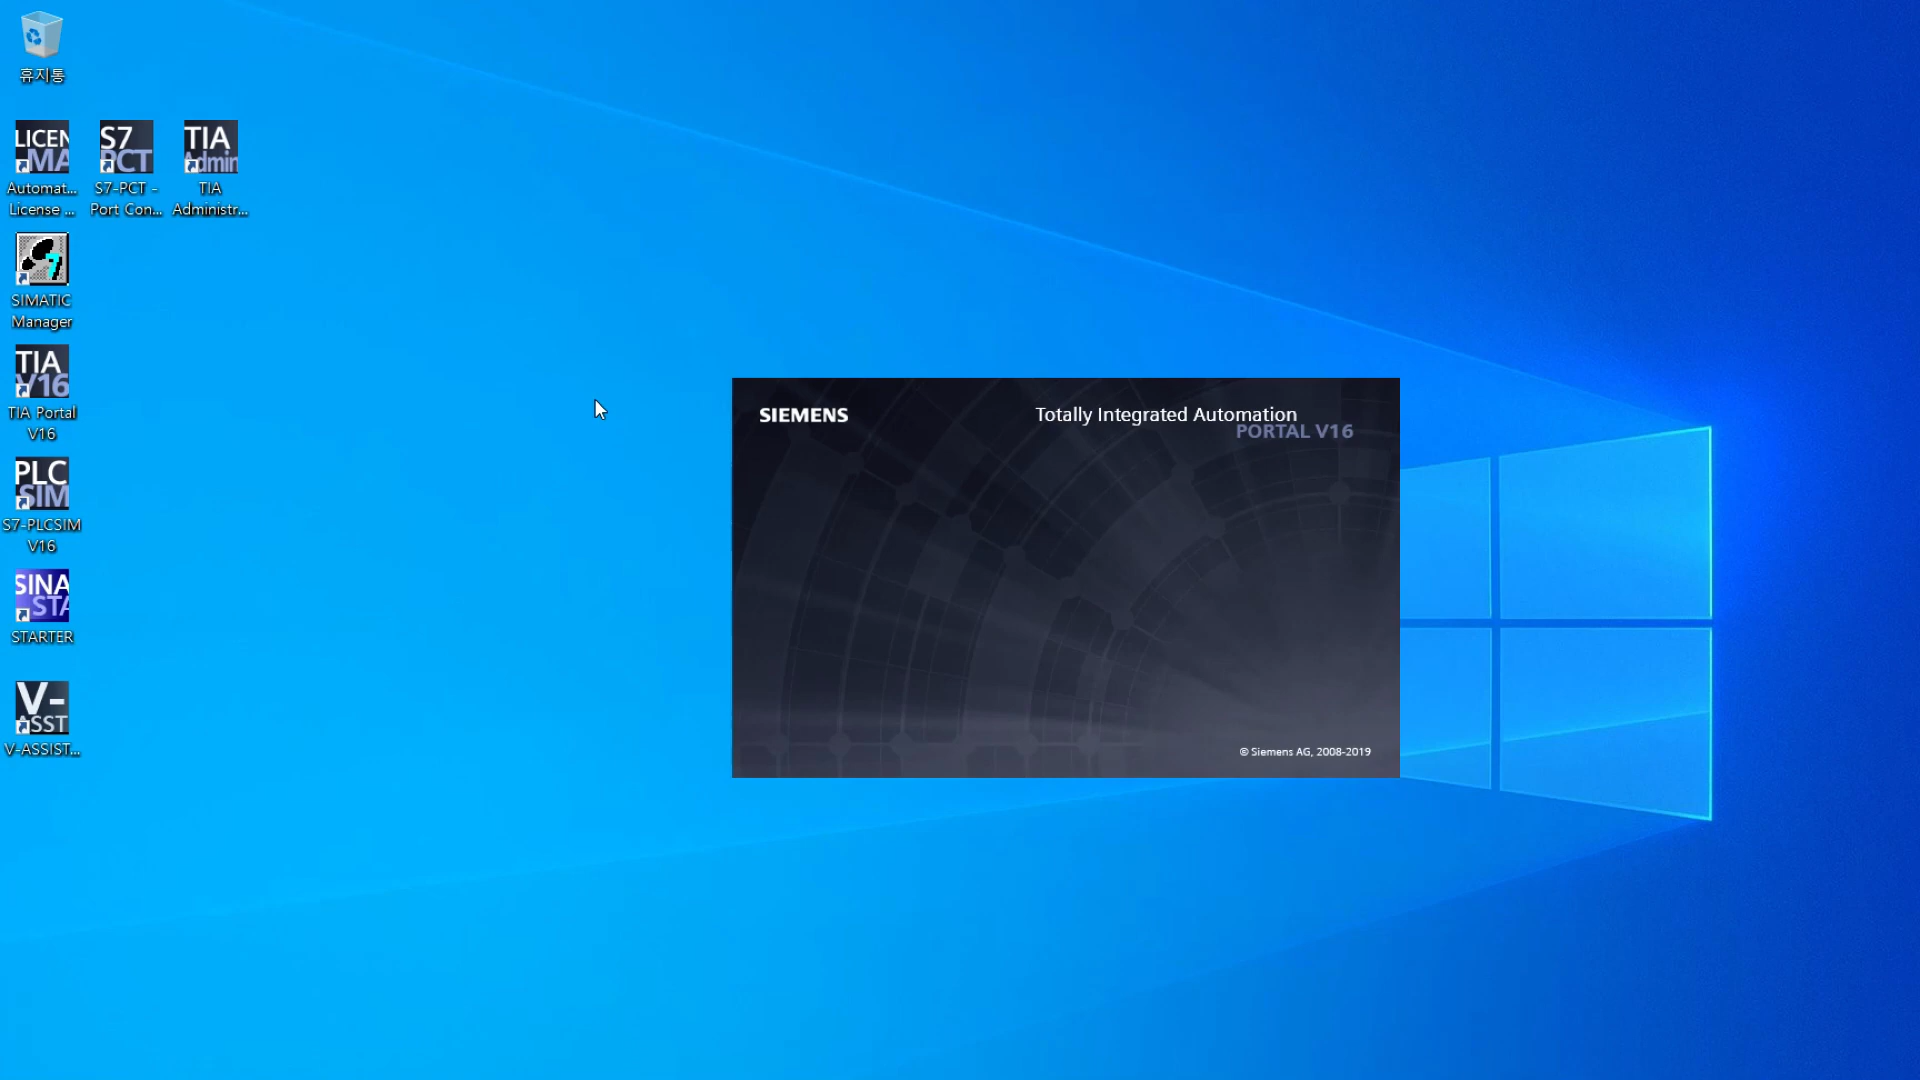 휴지통
LICEN
MA
Automat...
License ...
S7
PCT
S7-PCT -
Port Con...
TIA
Admin
TIA
Administr...
7
SIMATIC
Manager
TIA
V16
TIA Portal
V16
PLC
SIM
S7-PLCSIM
V16
SINA
STA
STARTER
V-
ASST
V-ASSIST...
SIEMENS
Totally Integrated Automation
PORTAL V16
© Siemens AG, 2008-2019